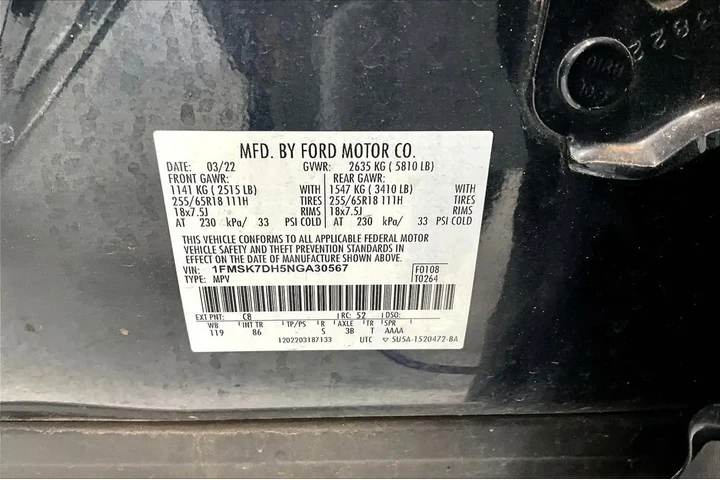 3822
MFD. BY FORD MOTOR CO.
DATE: 03/22 GVWR: 2635 KG ( 5810 LB)
FRONT GAWR: REAR GAWR:
1141 KG ( 2515 LB) WITH 1547 KG ( 3410 LB) WITH
255/65R18 111H TIRES 255/65R18 111H TIRES
18x7.5J RIMS 18x7.5J RIMS
AT 230 kPa/ 33 PSI COLD AT 230 kPa/ 33 PSI COLD
THIS VEHICLE CONFORMS TO ALL APPLICABLE FEDERAL MOTOR
VEHICLE SAFETY AND THEFT PREVENTION STANDARDS IN
EFFECT ON THE DATE OF MANUFACTURE SHOWN ABOVE.
VIN: 1FMSK7DH5NGA30567 F0108
TYPE: MPV T0264
EXT PNT: C8 RC: 52 DSO:
WB INT TR TP/PS R AXLE TR SPR
119 86 - S 3B T AAAA
1202203187133 UTC ▽ 5U5A-1520472-BA